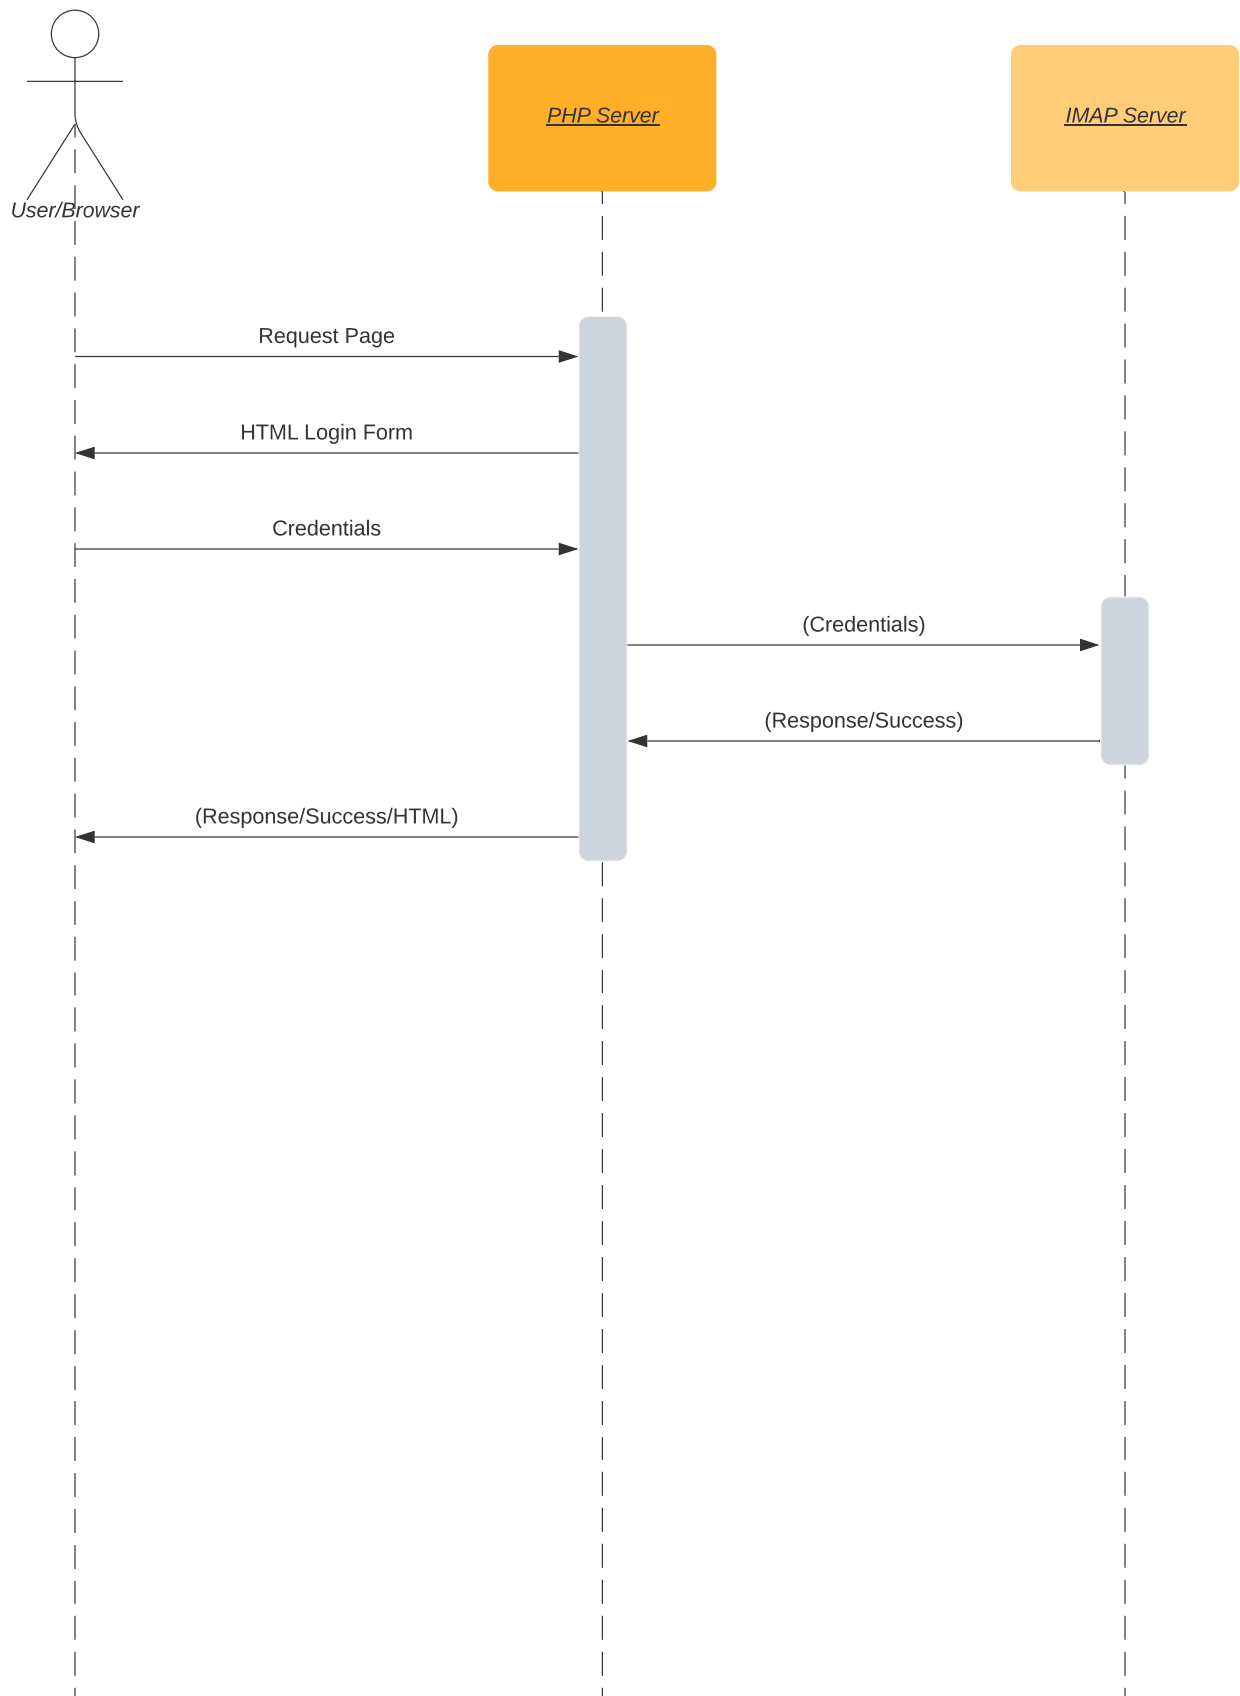 PHP Server
IMAP Server
User/Browser
Request Page
HTML Login Form
Credentials
(Credentials)
(Response/Success)
(Response/Success/HTML)